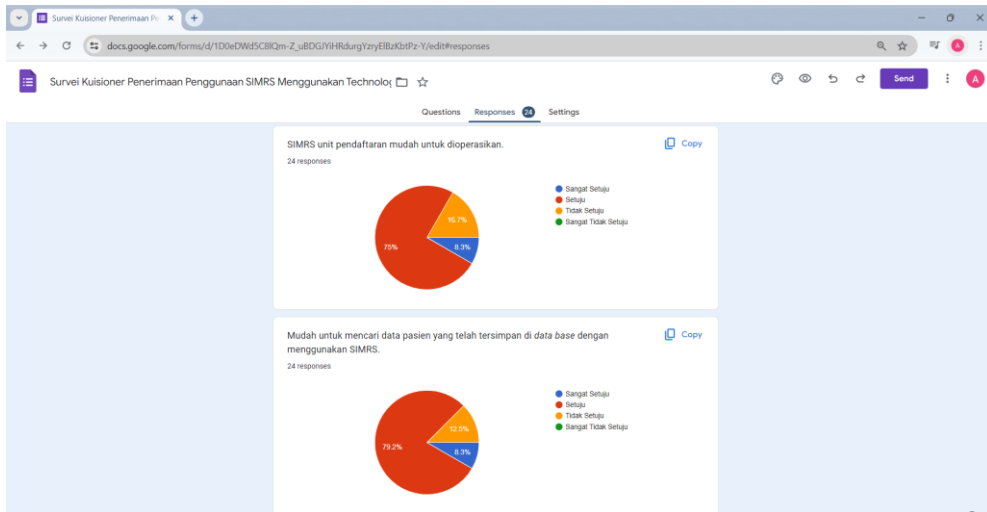 Survei Kuisioner Penerimaan Pe
docs.google.com/forms/d/1D0eDWd5C8lQm-Z_uBDGJYiHRdurgYzryElBzKbtPz-Y/edit#responses
A
Survei Kuisioner Penerimaan Penggunaan SIMRS Menggunakan Technolog
Send
A
Questions Responses 24 Settings
SIMRS unit pendaftaran mudah untuk dioperasikan.
Copy
24 responses
Sangat Setuju
Setuju
Tidak Setuju
Sangat Tidak Setuju
16.7%
75%
8.3%
Mudah untuk mencari data pasien yang telah tersimpan di data base dengan
menggunakan SIMRS.
Copy
24 responses
Sangat Setuju
Setuju
Tidak Setuju
Sangat Tidak Setuju
12.5%
79.2%
8.3%